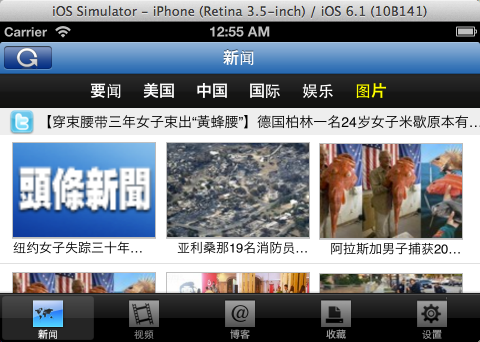 iOS Simulator – iPhone (Retina 3.5-inch) / iOS 6.1 (10B141)
Carrier 12:55 AM
新闻
要闻 美国 中国 国际 娱乐 图片
【穿束腰带三年女子束出“黃蜂腰”】德国柏林一名24岁女子米歇原本有...
頭條新聞
纽约女子失踪三十年... 亚利桑那19名消防员... 阿拉斯加男子捕获20...
新闻 视频 博客 收藏 设置